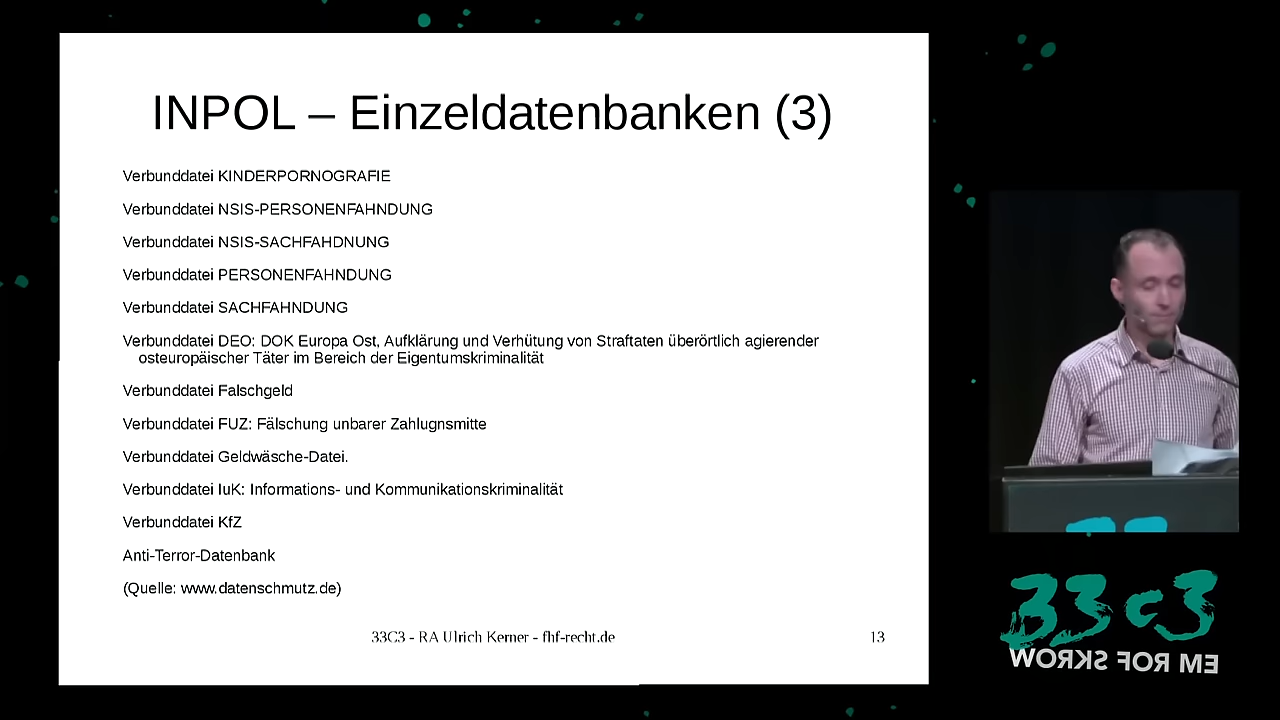 INPOL – Einzeldatenbanken (3)
Verbunddatei KINDERPORNOGRAFIE
Verbunddatei NSIS-PERSONENFAHNDUNG
Verbunddatei NSIS-SACHFAHDNUNG
Verbunddatei PERSONENFAHNDUNG
Verbunddatei SACHFAHNDUNG
Verbunddatei DEO: DOK Europa Ost, Aufklärung und Verhütung von Straftaten überörtlich agierender
osteuropäischer Täter im Bereich der Eigentumskriminalität
Verbunddatei Falschgeld
Verbunddatei FUZ: Fälschung unbarer Zahlugnsmitte
Verbunddatei Geldwäsche-Datei.
Verbunddatei IuK: Informations- und Kommunikationskriminalität
Verbunddatei KfZ
Anti-Terror-Datenbank
(Quelle: www.datenschmutz.de)
33C3 - RA Ulrich Kerner - fhf-recht.de
13
33c3
WORKS FOR ME